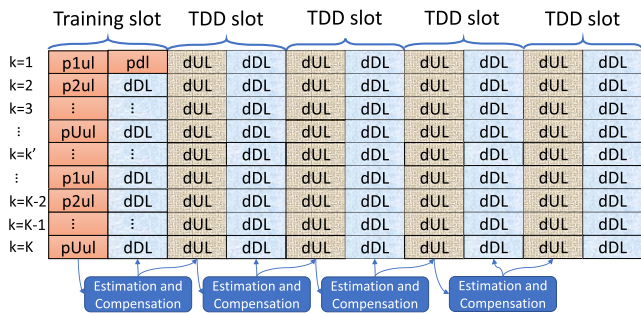 Training slot TDD slot TDD slot TDD slot TDD slot
k=1 p1ul pdl dUL dDL dUL dDL dUL dDL dUL dDL
k=2 p2ul dDL dUL dDL dUL dDL dUL dDL dUL dDL
k=3 ⋮ ⋮ dUL dDL dUL dDL dUL dDL dUL dDL
⋮ pUul dDL dUL dDL dUL dDL dUL dDL dUL dDL
k=k' ⋮ ⋮ dUL dDL dUL dDL dUL dDL dUL dDL
⋮ p1ul dDL dUL dDL dUL dDL dUL dDL dUL dDL
k=K-2 p2ul dDL dUL dDL dUL dDL dUL dDL dUL dDL
k=K-1 ⋮ ⋮ dUL dDL dUL dDL dUL dDL dUL dDL
k=K pUul dDL dUL dDL dUL dDL dUL dDL dUL dDL
Estimation and Estimation and Estimation and Estimation and
Compensation Compensation Compensation Compensation